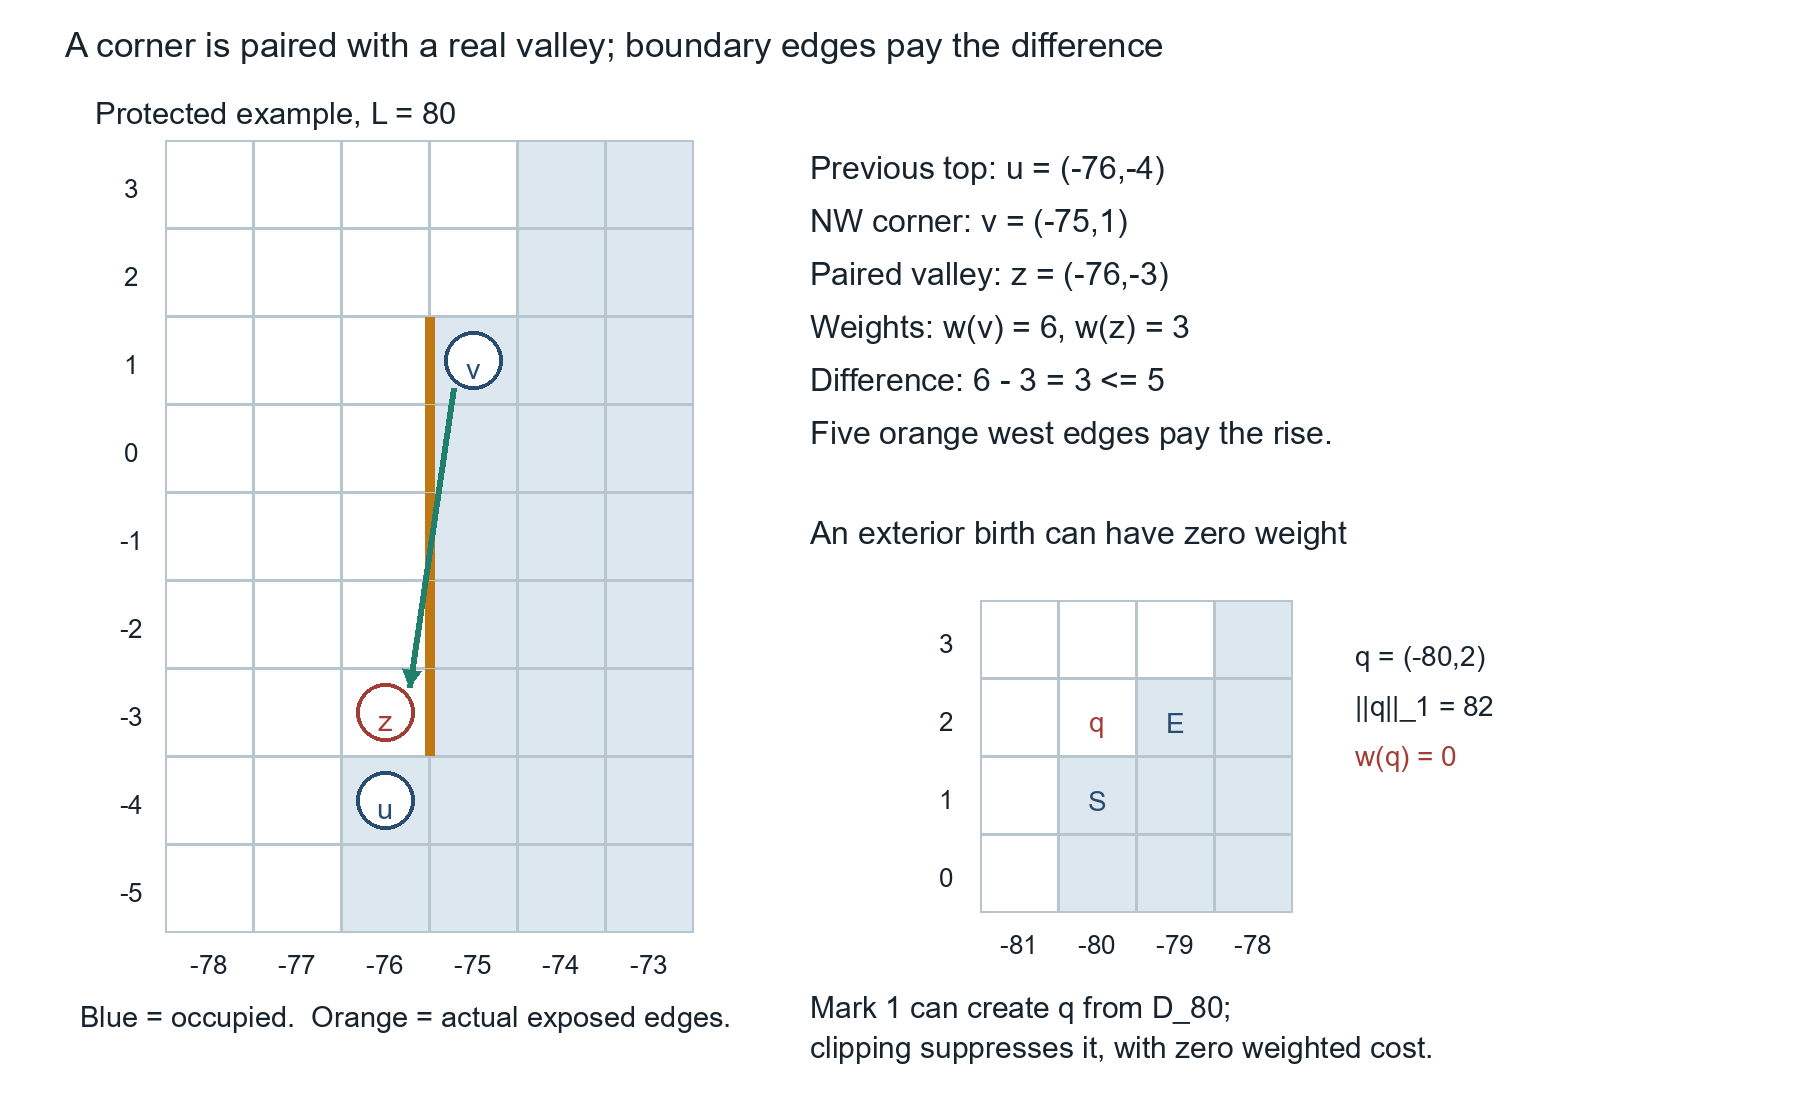 A corner is paired with a real valley; boundary edges pay the difference
Protected example, L = 80
3
2
1
0
-1
-2
-3
-4
-5
v
z
u
-78 -77 -76 -75 -74 -73
Blue = occupied. Orange = actual exposed edges.
Previous top: u = (-76,-4)
NW corner: v = (-75,1)
Paired valley: z = (-76,-3)
Weights: w(v) = 6, w(z) = 3
Difference: 6 - 3 = 3 <= 5
Five orange west edges pay the rise.
An exterior birth can have zero weight
3
2
1
0
q E
S
-81 -80 -79 -78
q = (-80,2)
||q||_1 = 82
w(q) = 0
Mark 1 can create q from D_80;
clipping suppresses it, with zero weighted cost.